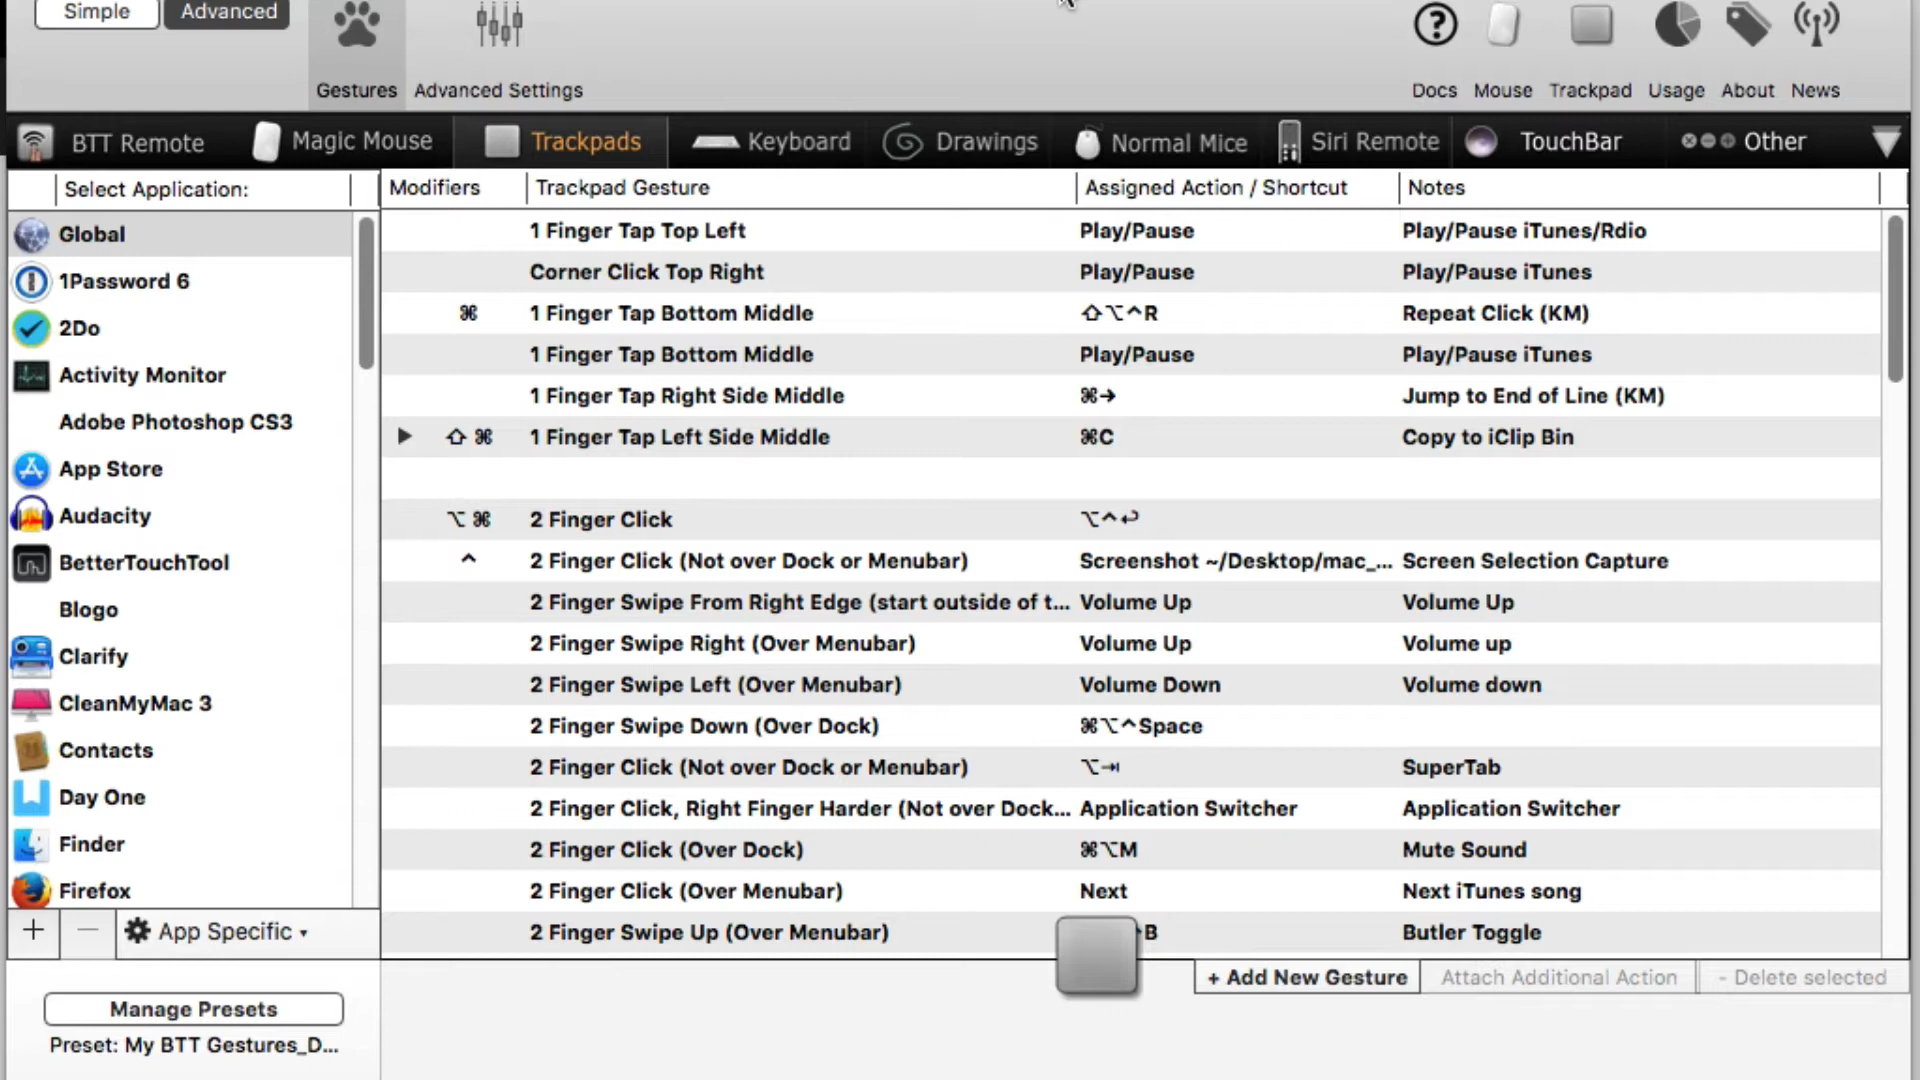 Simple Advanced
Gestures Advanced Settings Docs Mouse Trackpad Usage About News
BTT Remote Magic Mouse Trackpads Keyboard Drawings Normal Mice Siri Remote TouchBar Other
Select Application:
Global
1Password 6
2Do
Activity Monitor
Adobe Photoshop CS3
App Store
Audacity
BetterTouchTool
Blogo
Clarify
CleanMyMac 3
Contacts
Day One
Finder
Firefox
+ − App Specific ▾
Manage Presets
Preset: My BTT Gestures_D...
Modifiers Trackpad Gesture Assigned Action / Shortcut Notes
1 Finger Tap Top Left Play/Pause Play/Pause iTunes/Rdio
Corner Click Top Right Play/Pause Play/Pause iTunes
⌘ 1 Finger Tap Bottom Middle ⇧⌥^R Repeat Click (KM)
1 Finger Tap Bottom Middle Play/Pause Play/Pause iTunes
1 Finger Tap Right Side Middle ⌘→ Jump to End of Line (KM)
▶ ⇧ ⌘ 1 Finger Tap Left Side Middle ⌘C Copy to iClip Bin
⌥ ⌘ 2 Finger Click ⌥^↩
^ 2 Finger Click (Not over Dock or Menubar) Screenshot ~/Desktop/mac_... Screen Selection Capture
2 Finger Swipe From Right Edge (start outside of t... Volume Up Volume Up
2 Finger Swipe Right (Over Menubar) Volume Up Volume up
2 Finger Swipe Left (Over Menubar) Volume Down Volume down
2 Finger Swipe Down (Over Dock) ⌘⌥^Space
2 Finger Click (Not over Dock or Menubar) ⌥⇥ SuperTab
2 Finger Click, Right Finger Harder (Not over Dock... Application Switcher Application Switcher
2 Finger Click (Over Dock) ⌘⌥M Mute Sound
2 Finger Click (Over Menubar) Next Next iTunes song
2 Finger Swipe Up (Over Menubar) B Butler Toggle
+ Add New Gesture Attach Additional Action - Delete selected